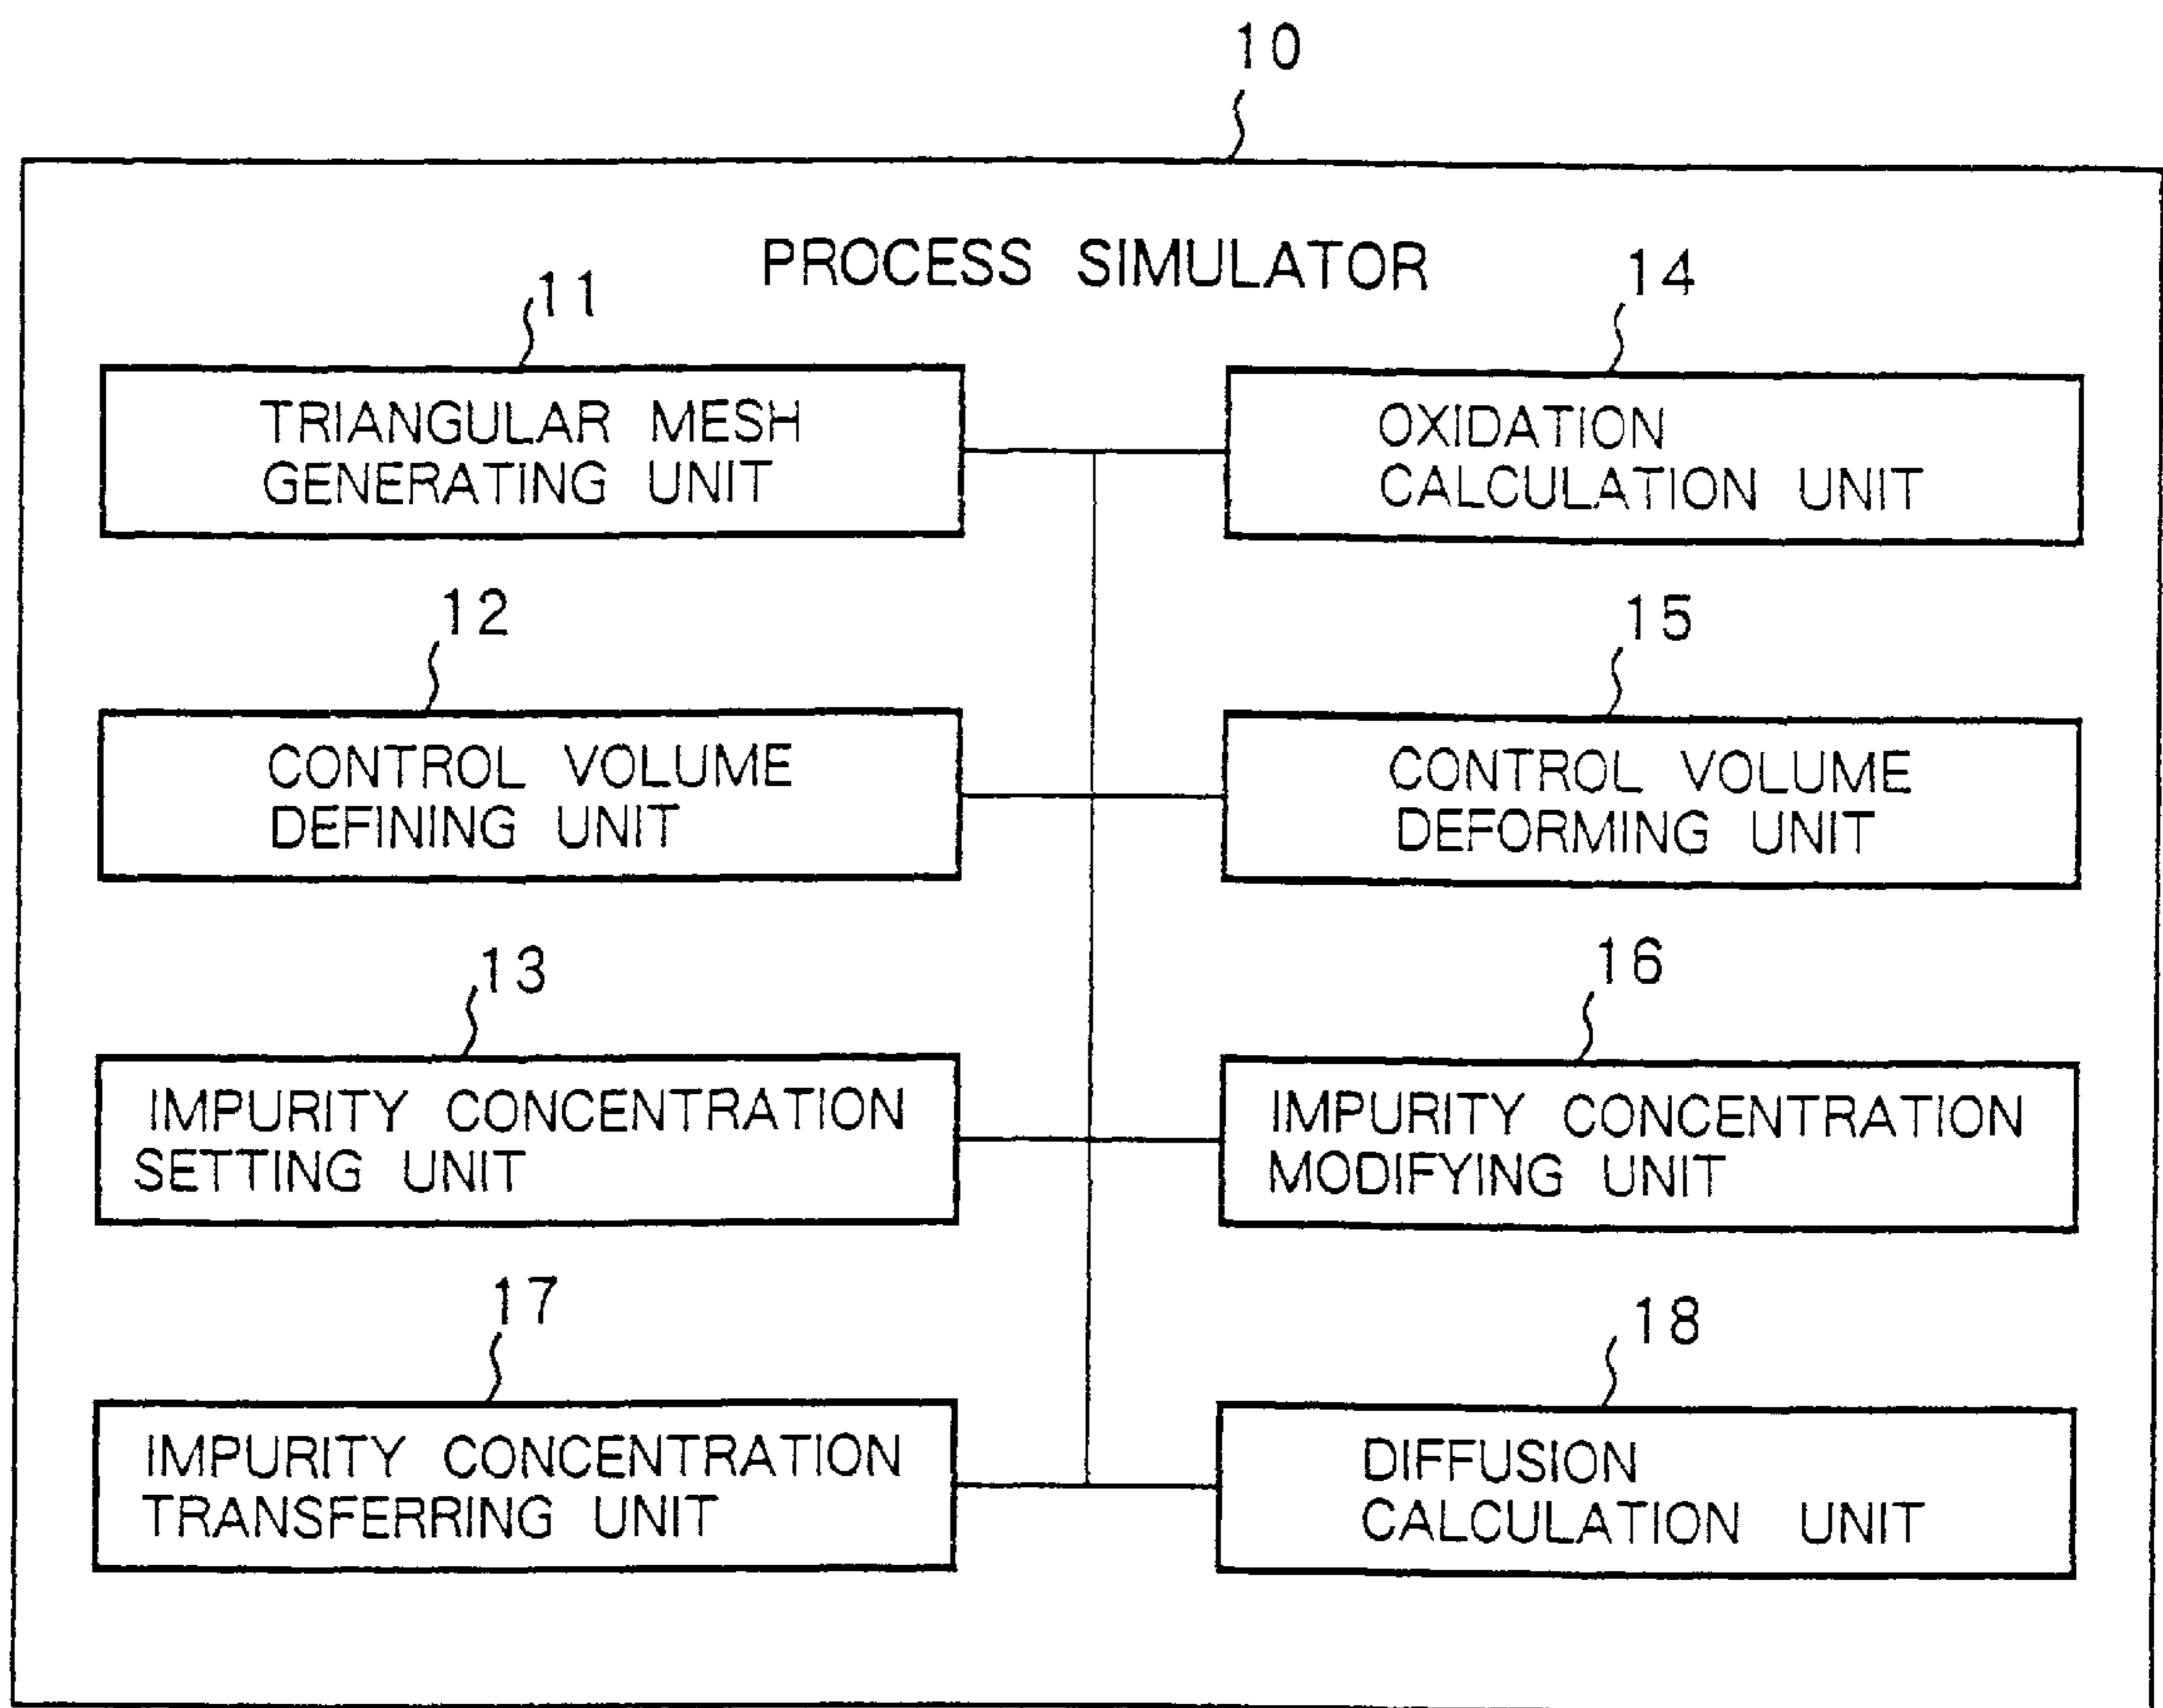 10
PROCESS SIMULATOR
11
TRIANGULAR MESH
GENERATING UNIT
14
OXIDATION
CALCULATION UNIT
12
CONTROL VOLUME
DEFINING UNIT
15
CONTROL VOLUME
DEFORMING UNIT
13
IMPURITY CONCENTRATION
SETTING UNIT
16
IMPURITY CONCENTRATION
MODIFYING UNIT
17
IMPURITY CONCENTRATION
TRANSFERRING UNIT
18
DIFFUSION
CALCULATION UNIT